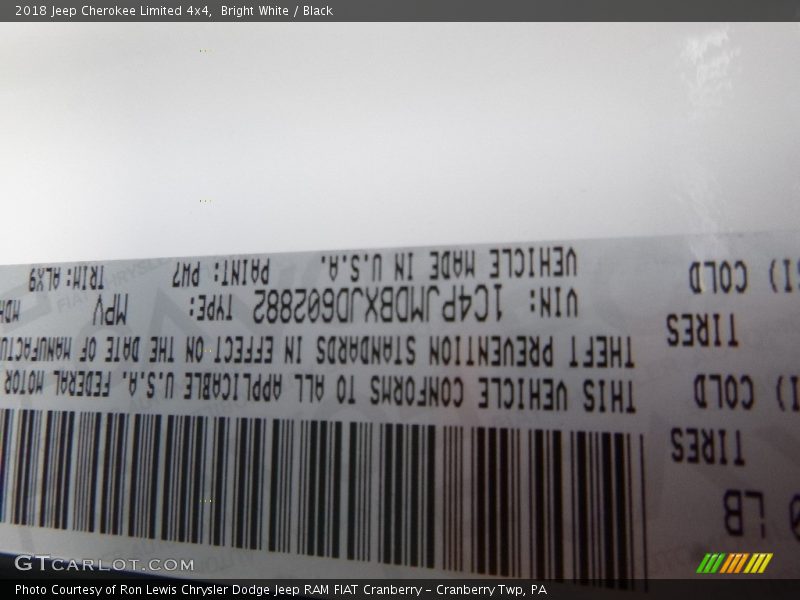 2018 Jeep Cherokee Limited 4x4, Bright White / Black
LB
TIRES
COLD
TIRES
COLD
THIS VEHICLE CONFORMS TO ALL APPLICABLE U.S.A. FEDERAL MOTOR
THEFT PREVENTION STANDARDS IN EFFECT ON THE DATE OF MANUFACTU
VIN: 1C4PJMDBXJD602882 TYPE: MPV MDH
VEHICLE MADE IN U.S.A. PAINT: PW7 TRIM: ALX9
GTCARLOT.COM
Photo Courtesy of Ron Lewis Chrysler Dodge Jeep RAM FIAT Cranberry – Cranberry Twp, PA